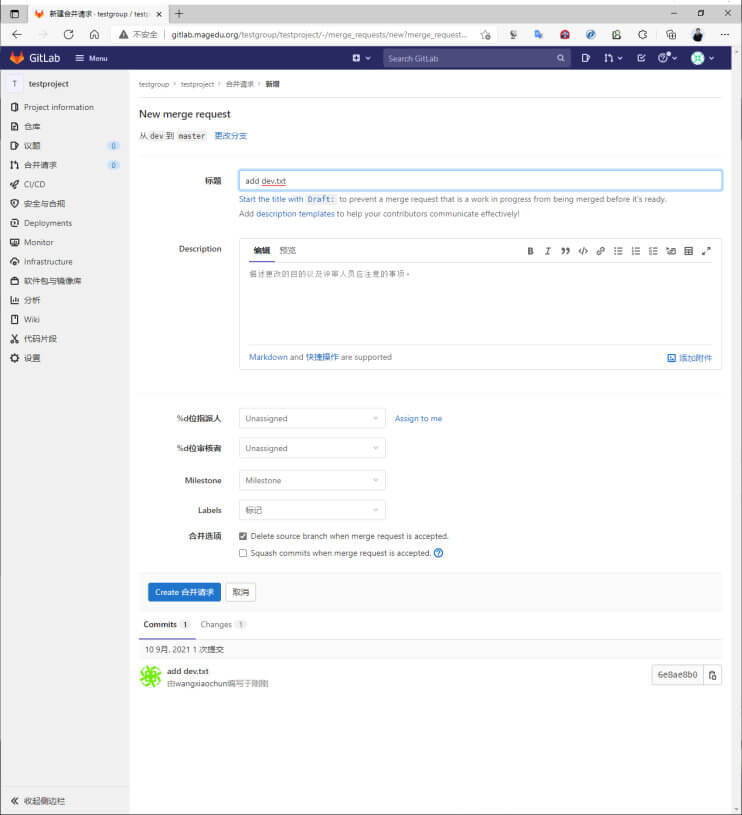 新建合并请求 · testgroup / testp
不安全 gitlab.magedu.org/testgroup/testproject/-/merge_requests/new?merge_request...
GitLab Menu Search GitLab
T testproject
Project information
仓库
议题 0
合并请求 0
CI/CD
安全与合规
Deployments
Monitor
Infrastructure
软件包与镜像库
分析
Wiki
代码片段
设置
收起侧边栏
testgroup › testproject › 合并请求 › 新增
New merge request
从 dev 到 master 更改分支
标题 add dev.txt
Start the title with Draft: to prevent a merge request that is a work in progress from being merged before it's ready.
Add description templates to help your contributors communicate effectively!
Description 编辑 预览
描述更改的目的以及评审人员应注意的事项。
Markdown and 快捷操作 are supported 添加附件
%d位指派人 Unassigned Assign to me
%d位审核者 Unassigned
Milestone Milestone
Labels 标记
合并选项 Delete source branch when merge request is accepted.
Squash commits when merge request is accepted.
Create 合并请求 取消
Commits 1 Changes 1
10 9月, 2021 1 次提交
add dev.txt
由wangxiaochun编写于刚刚
6e8ae8b0